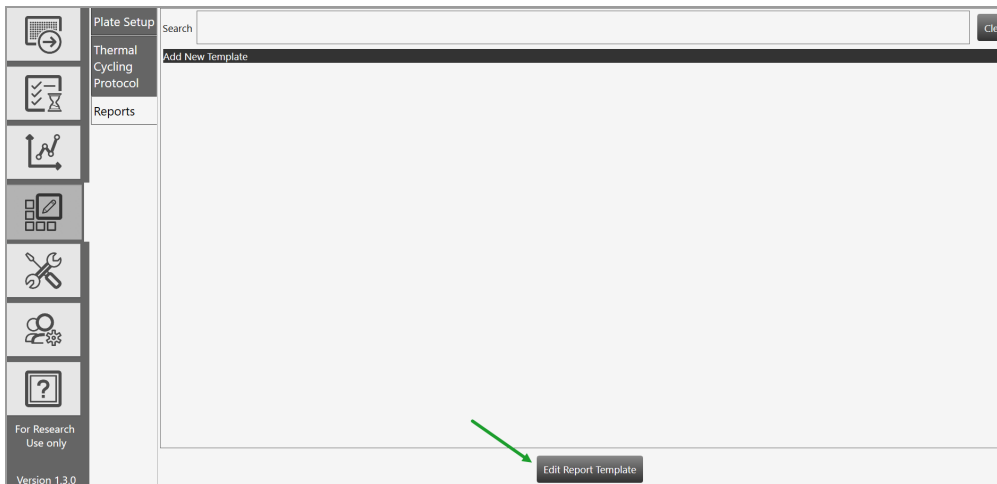 Plate Setup
Thermal
Cycling
Protocol
Reports
Search
Add New Template
?
For Research
Use only
Version 1.3.0
Edit Report Template